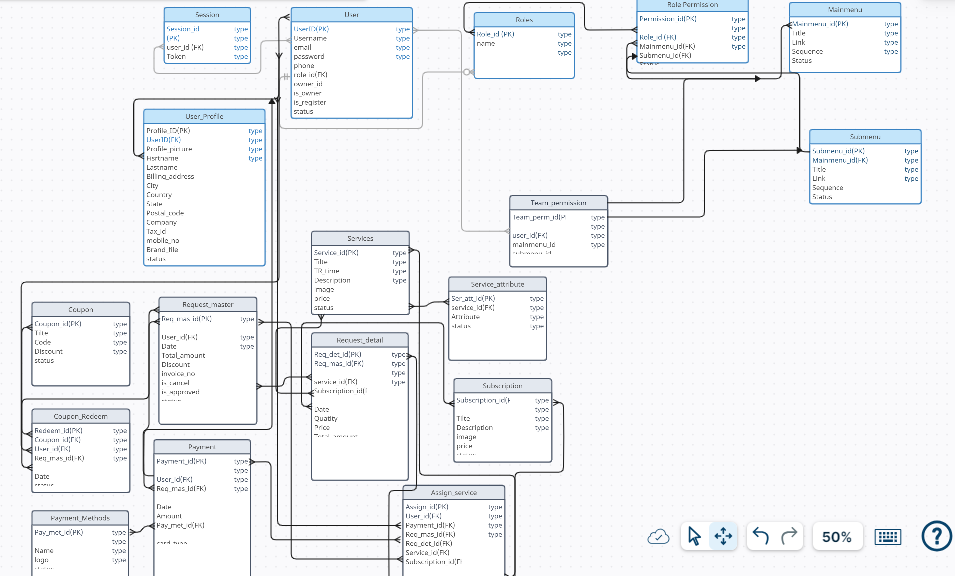 Session
Session_id type
(PK) type
user_id (FK) type
Token type
User
UserID(PK) type
Username type
email type
password type
phone
role_id(FK)
owner_id
is_owner
is_register
status
Roles
Role_id (PK) type
name type
type
Role Permission
Permission_id(PK) type
type
Role_id (FK) type
Mainmenu_id(FK) type
Submenu_id(FK)
Mainmenu
Mainmenu_id(PK) type
Title type
Link type
Sequence type
Status
User_Profile
Profile_ID(PK) type
UserID(FK) type
Profile_picture type
Firstname type
Lastname
Billing_address
City
Country
State
Postal_code
Company
Tax_id
mobile_no
Brand_file
status
Submenu
Submenu_id(PK) type
Mainmenu_id(FK) type
Title type
Link type
Sequence
Status
Team_permission
Team_perm_id(P type
type
user_id(FK) type
mainmenu_id type
submenu_id
Services
Service_id(PK) type
Title type
TR_time type
Description type
image
price
status
Service_attribute
Ser_att_id(PK) type
service_id(FK) type
Attribute type
status type
Coupon
Coupon_id(PK) type
Title type
Code type
Discount type
status
Request_master
Req_mas_id(PK) type
type
User_id(FK) type
Date type
Total_amount
Discount
invoice_no
is_cancel
is_approved
status
Request_detail
Req_det_id(PK) type
Req_mas_id(FK) type
type
service_id(FK) type
Subscription_id(
Date
Quatity
Price
Total_amount
Subscription
Subscription_id(F type
type
Title type
Description type
image
price
Coupon_Redeem
Redeem_id(PK) type
Coupon_id(FK) type
User_id(FK) type
Req_mas_id(FK) type
Date
status
Payment
Payment_id(PK) type
type
User_id(FK) type
Req_mas_id(FK) type
Date
Amount
Pay_met_id(FK)
card_type
Assign_service
Assign_id(PK) type
User_id(FK) type
Payment_id(FK) type
Req_mas_id(FK) type
Req_det_id(FK)
Service_id(FK)
Subscription_id(F
Payment_Methods
Pay_met_id(PK) type
type
Name type
logo type
50%
?